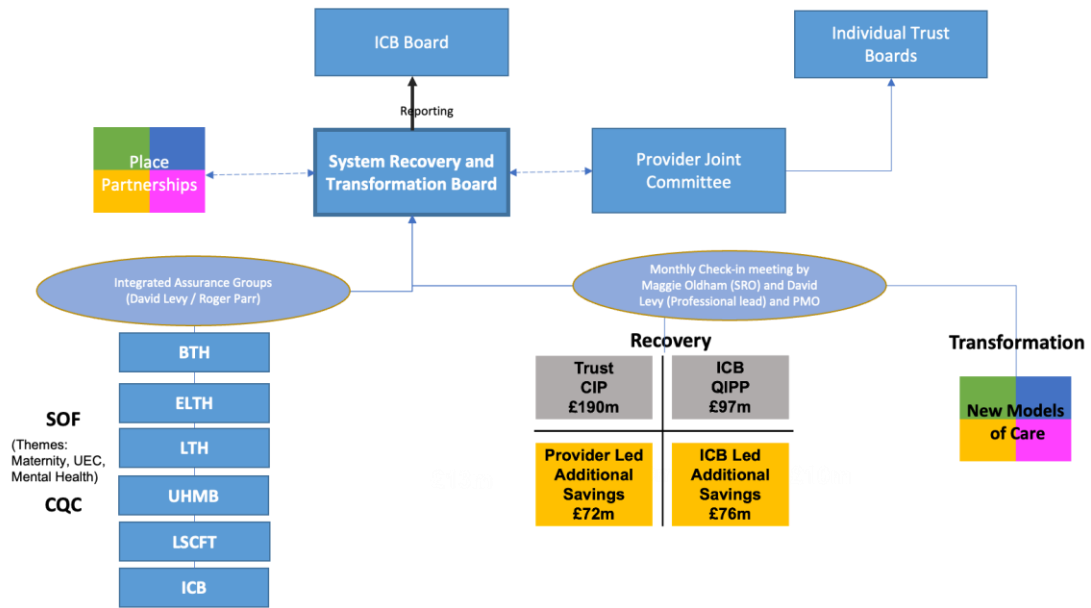 ICB Board
Individual Trust
Boards
Reporting
Place
Partnerships
System Recovery and
Transformation Board
Provider Joint
Committee
Integrated Assurance Groups
(David Levy / Roger Parr)
Monthly Check-in meeting by
Maggie Oldham (SRO) and David
Levy (Professional lead) and PMO
BTH
ELTH
LTH
UHMB
LSCFT
ICB
SOF
(Themes:
Maternity, UEC,
Mental Health)
CQC
Recovery
Trust
CIP
£190m
ICB
QIPP
£97m
Provider Led
Additional
Savings
£72m
ICB Led
Additional
Savings
£76m
Transformation
New Models
of Care